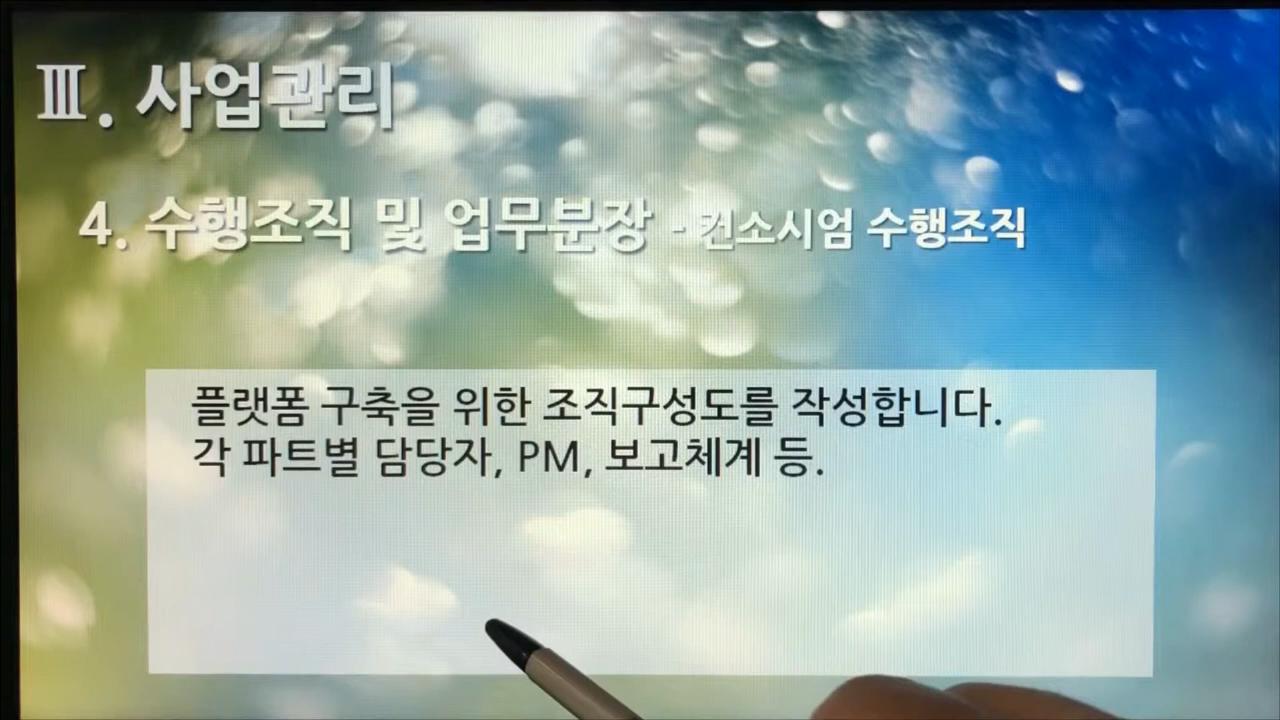 Ⅲ. 사업관리
4. 수행조직 및 업무분장 - 컨소시엄 수행조직
플랫폼 구축을 위한 조직구성도를 작성합니다.
각 파트별 담당자, PM, 보고체계 등.